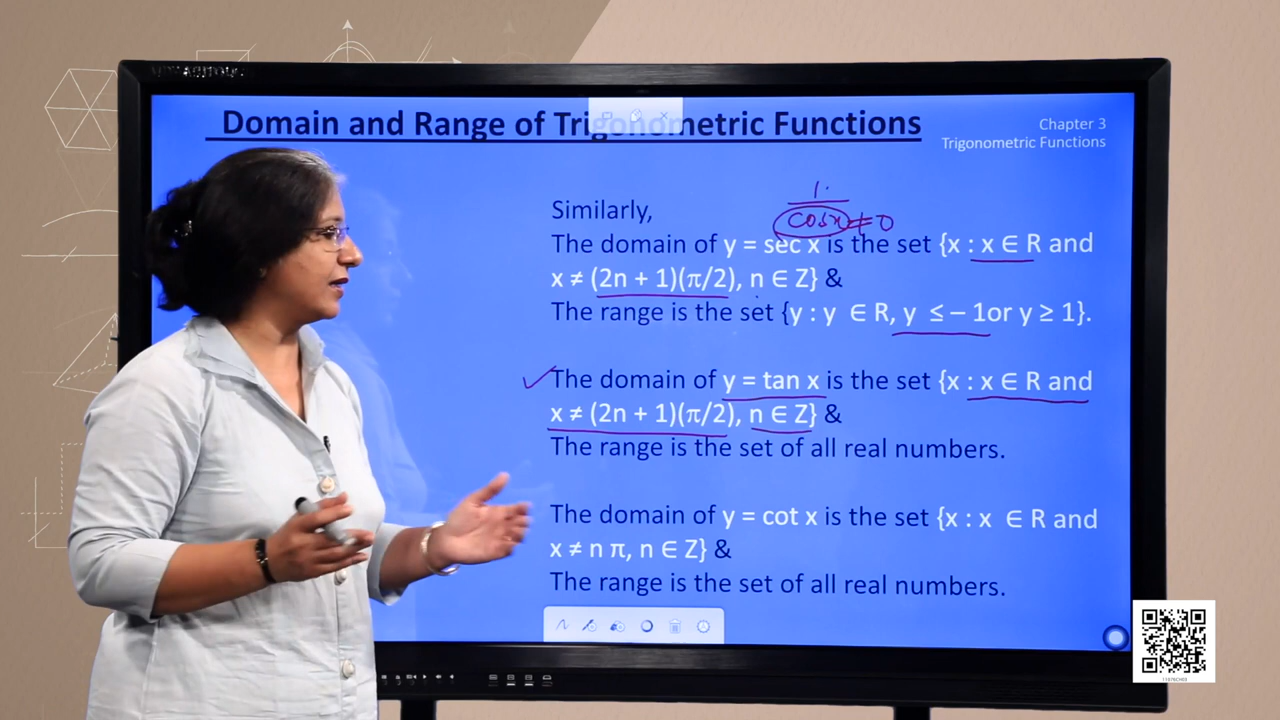 Domain and Range of Trigonometric Functions
Chapter 3
Trigonometric Functions
1
cosx ≠ 0
Similarly,
The domain of y = sec x is the set {x : x ∈ R and
x ≠ (2n + 1)(π/2), n ∈ Z} &
The range is the set {y : y ∈ R, y ≤ – 1or y ≥ 1}.
The domain of y = tan x is the set {x : x ∈ R and
x ≠ (2n + 1)(π/2), n ∈ Z} &
The range is the set of all real numbers.
The domain of y = cot x is the set {x : x ∈ R and
x ≠ n π, n ∈ Z} &
The range is the set of all real numbers.
11076CH03